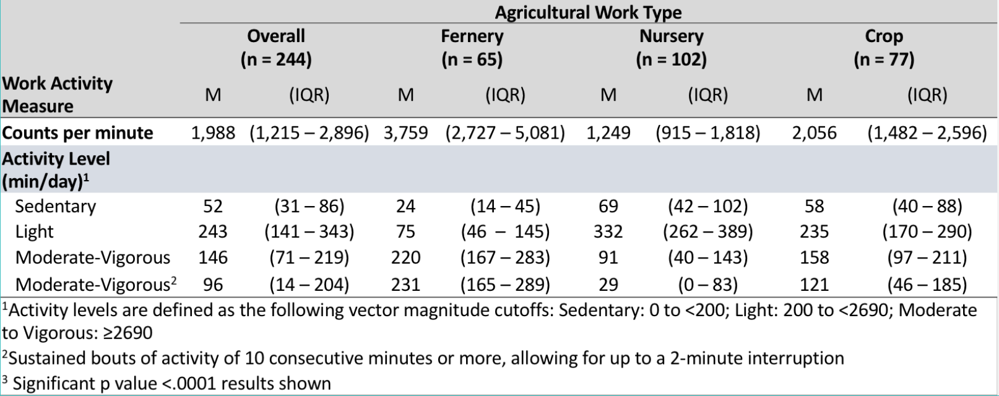 Agricultural Work Type
Overall Fernery Nursery Crop
(n = 244) (n = 65) (n = 102) (n = 77)
Work Activity
Measure M (IQR) M (IQR) M (IQR) M (IQR)
Counts per minute 1,988 (1,215 – 2,896) 3,759 (2,727 – 5,081) 1,249 (915 – 1,818) 2,056 (1,482 – 2,596)
Activity Level
(min/day)¹
Sedentary 52 (31 – 86) 24 (14 – 45) 69 (42 – 102) 58 (40 – 88)
Light 243 (141 – 343) 75 (46 – 145) 332 (262 – 389) 235 (170 – 290)
Moderate-Vigorous 146 (71 – 219) 220 (167 – 283) 91 (40 – 143) 158 (97 – 211)
Moderate-Vigorous² 96 (14 – 204) 231 (165 – 289) 29 (0 – 83) 121 (46 – 185)
¹Activity levels are defined as the following vector magnitude cutoffs: Sedentary: 0 to <200; Light: 200 to <2690; Moderate
to Vigorous: ≥2690
²Sustained bouts of activity of 10 consecutive minutes or more, allowing for up to a 2-minute interruption
³ Significant p value <.0001 results shown